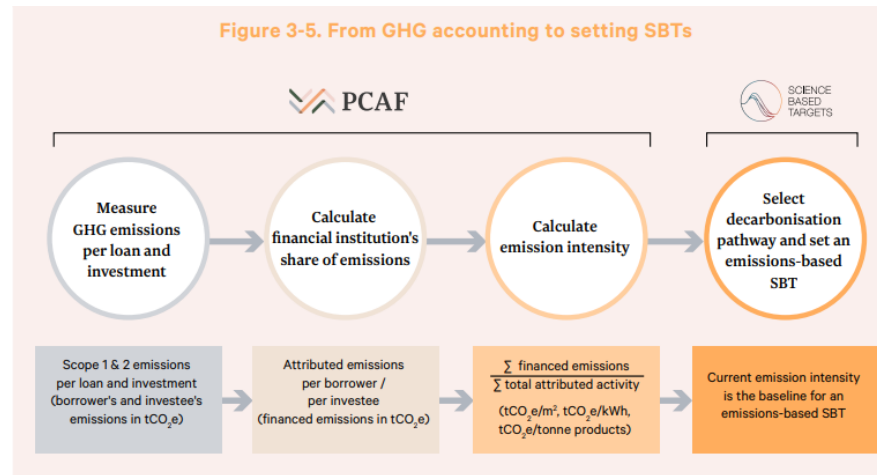 Figure 3-5. From GHG accounting to setting SBTs
PCAF
SCIENCE
BASED
TARGETS
Measure
GHG emissions
per loan and
investment
Calculate
financial institution's
share of emissions
Calculate
emission intensity
Select
decarbonisation
pathway and set an
emissions-based
SBT
Scope 1 & 2 emissions
per loan and investment
(borrower's and investee's
emissions in tCO₂e)
Attributed emissions
per borrower /
per investee
(financed emissions in tCO₂e)
∑ financed emissions
∑ total attributed activity
(tCO₂e/m², tCO₂e/kWh,
tCO₂e/tonne products)
Current emission intensity
is the baseline for an
emissions-based SBT